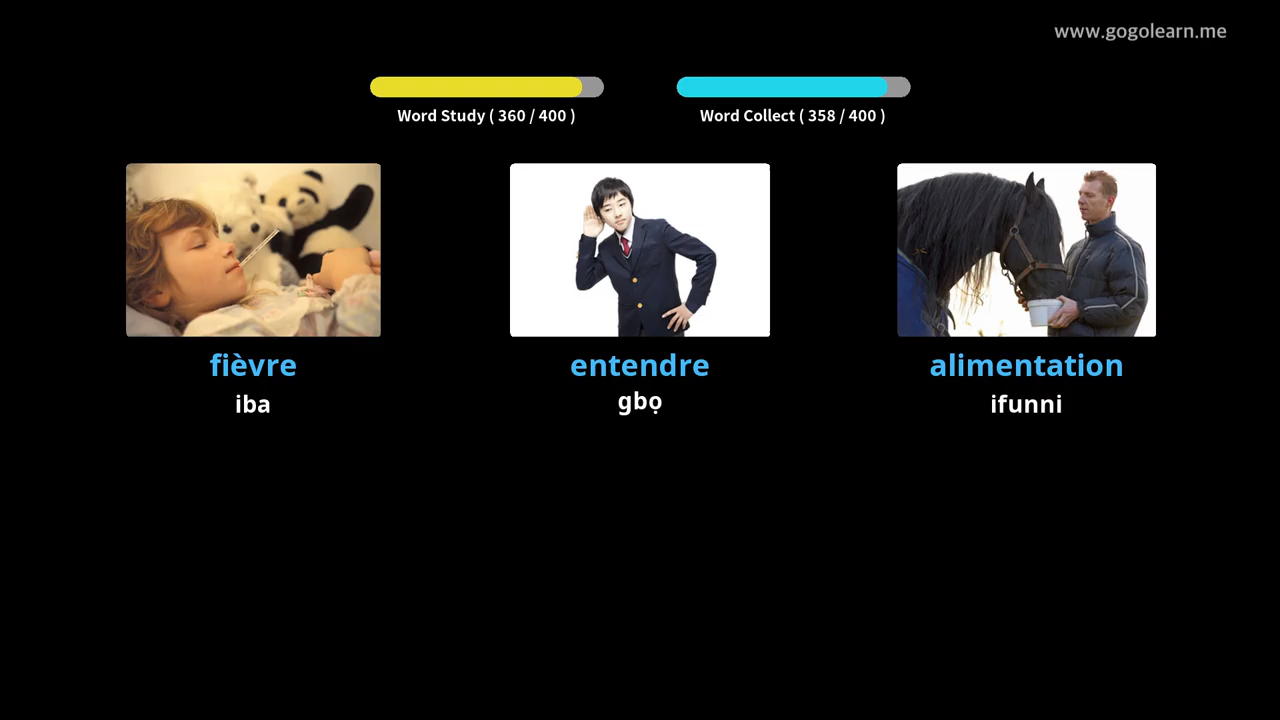 www.gogolearn.me
Word Study ( 360 / 400 )
Word Collect ( 358 / 400 )
fièvre
iba
entendre
gbọ
alimentation
ifunni